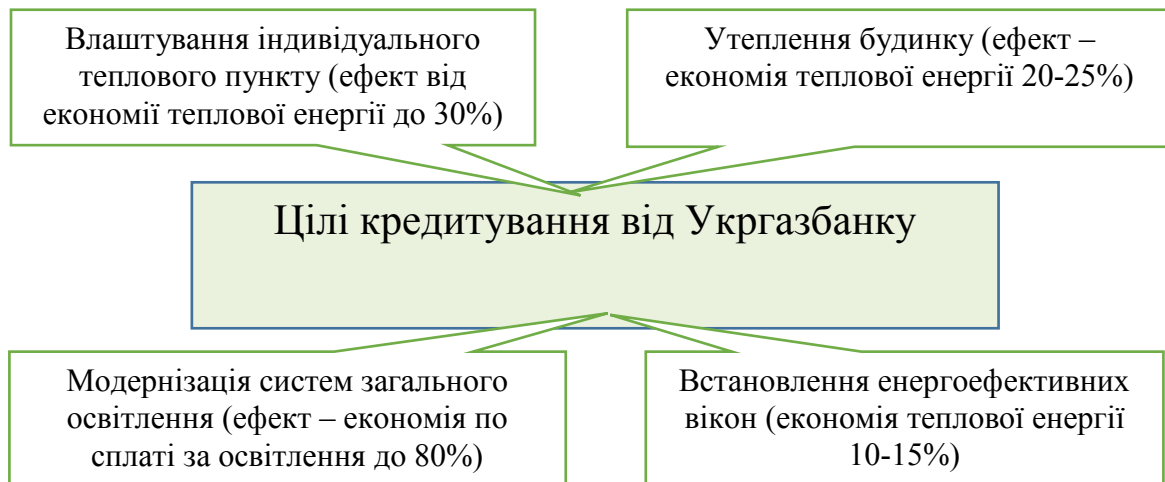 Влаштування індивідуального
теплового пункту (ефект від
економії теплової енергії до 30%)
Утеплення будинку (ефект –
економія теплової енергії 20-25%)
Цілі кредитування від Укргазбанку
Модернізація систем загального
освітлення (ефект – економія по
сплаті за освітлення до 80%)
Встановлення енергоефективних
вікон (економія теплової енергії
10-15%)